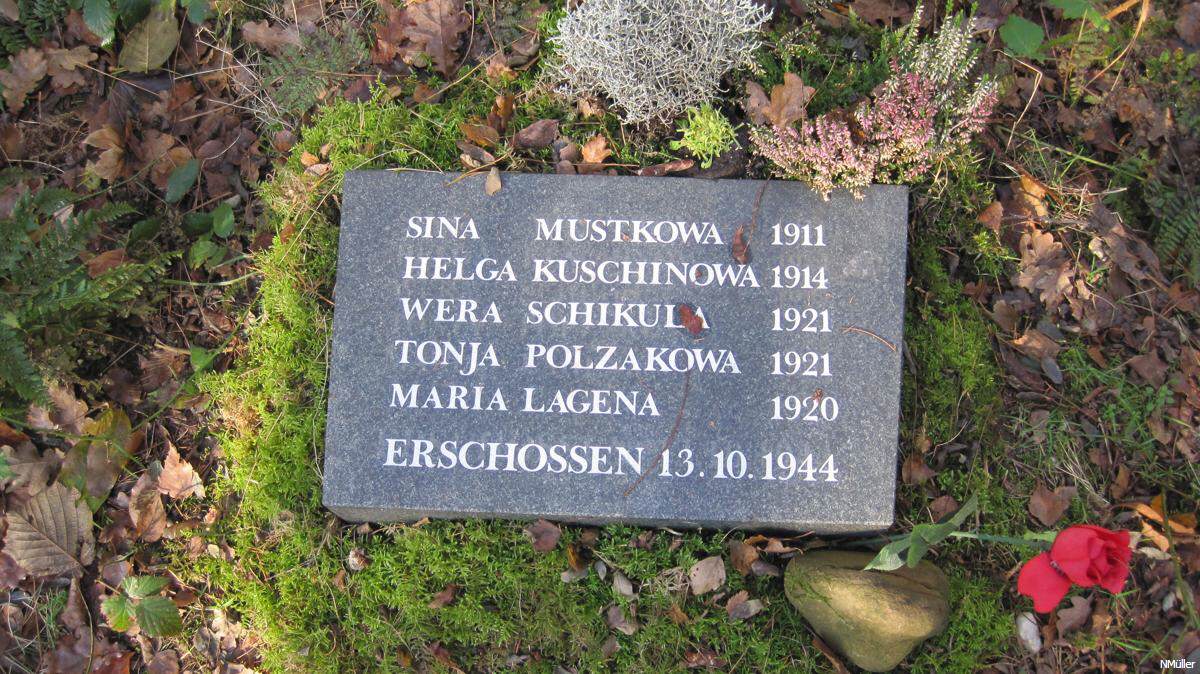 SINA MUSTKOWA 1911
HELGA KUSCHINOWA 1914
WERA SCHIKULA 1921
TONJA POLZAKOWA 1921
MARIA LAGENA 1920
ERSCHOSSEN 13.10.1944
NMüller